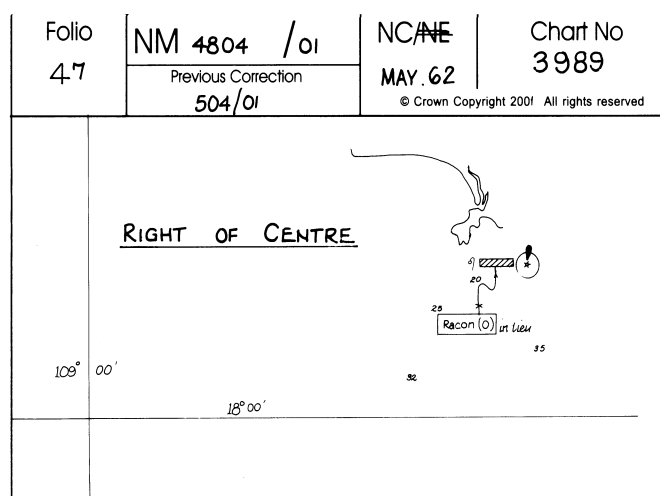 Folio
47
NM 4804 /01
Previous Correction
504/01
NC/NE
MAY.62
Chart No
3989
© Crown Copyright 2001 All rights reserved
RIGHT OF CENTRE
20
25
Racon (O) in lieu
35
109° 00'
32
18° 00'